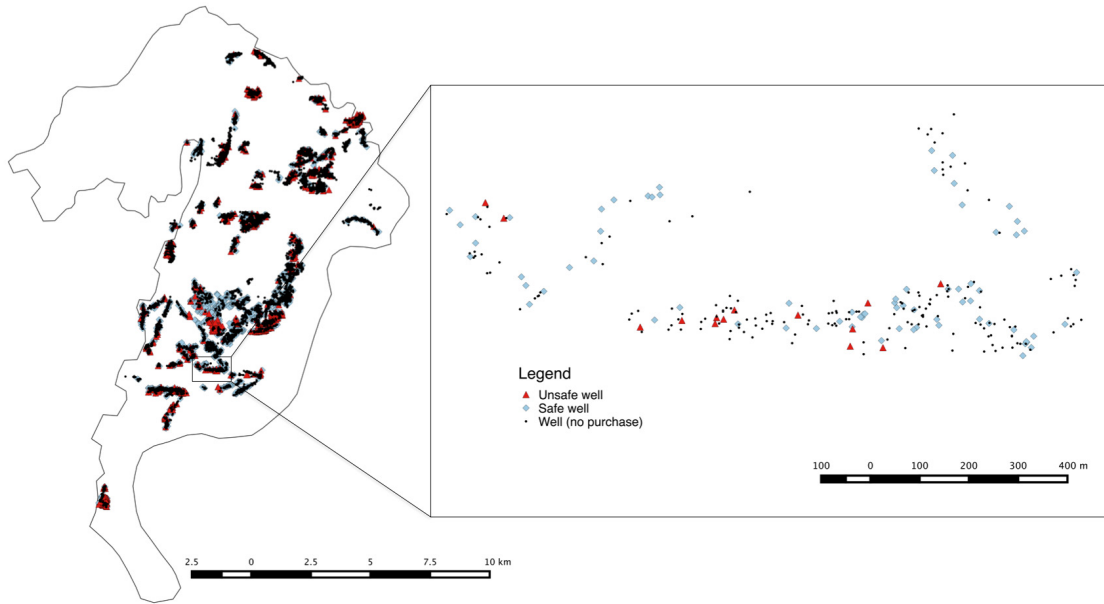 Legend
Unsafe well
Safe well
Well (no purchase)
100 0 100 200 300 400 m
2.5 0 2.5 5 7.5 10 km